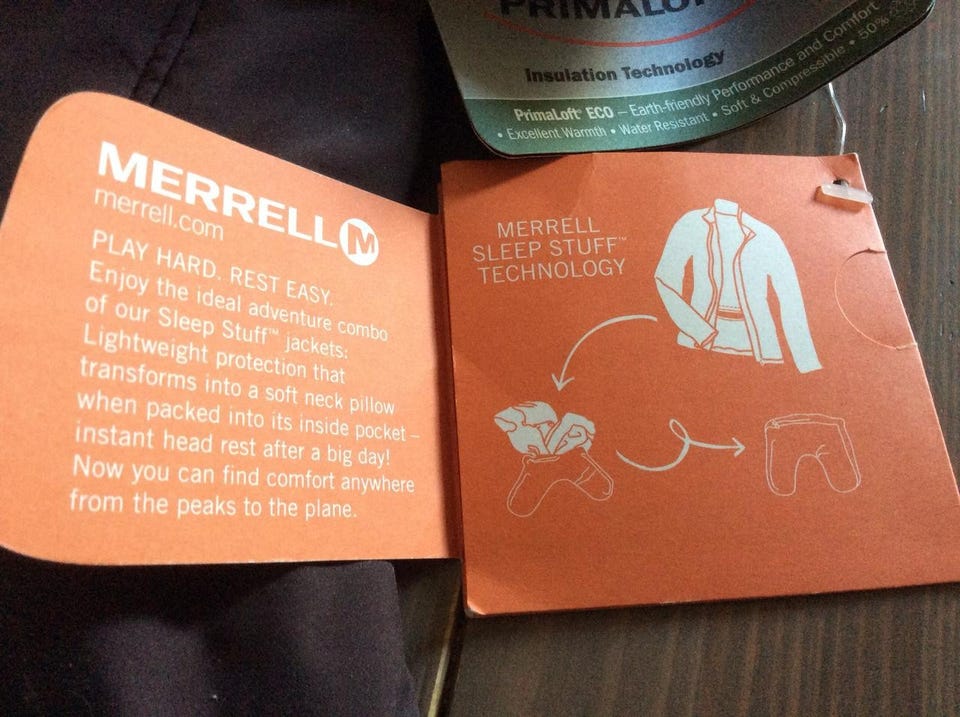 PRIMALOFT
Insulation Technology
PrimaLoft® ECO – Earth-friendly Performance and Comfort
• Excellent Warmth • Water Resistant • Soft & Compressible • 50%
MERRELL M
merrell.com
PLAY HARD. REST EASY.
Enjoy the ideal adventure combo
of our Sleep Stuff™ jackets:
Lightweight protection that
transforms into a soft neck pillow
when packed into its inside pocket –
instant head rest after a big day!
Now you can find comfort anywhere
from the peaks to the plane.
MERRELL
SLEEP STUFF™
TECHNOLOGY